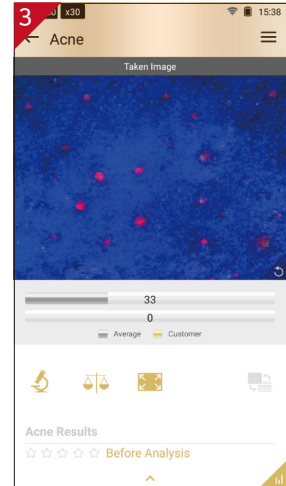 3
x30
15:38
Acne
Taken Image
33
0
Average
Customer
Acne Results
Before Analysis